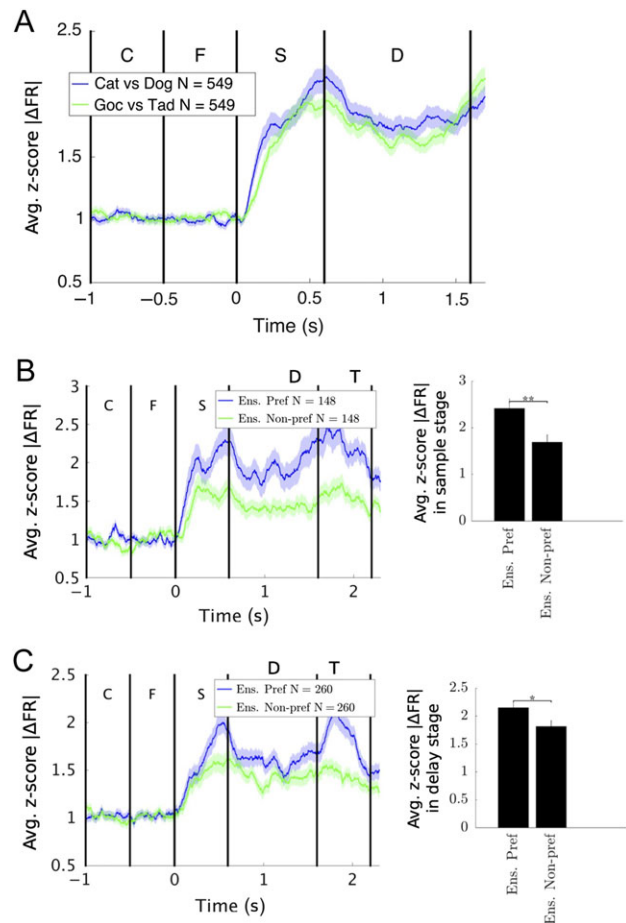 A
2.5
C F S D
Cat vs Dog N = 549
Goc vs Tad N = 549
Avg. z-score |ΔFR|
1.5
1
0.5
−1 −0.5 0 0.5 1 1.5
Time (s)
B
3
C F S D T
Ens. Pref N = 148
Ens. Non-pref N = 148
Avg. z-score |ΔFR|
2.5
2
1.5
1
0.5
-1 0 1 2
Time (s)
Avg. z-score |ΔFR|
in sample stage
3
2
1
0
**
Ens. Pref
Ens. Non-pref
C
2.5
C F S D T
Ens. Pref N = 260
Ens. Non-pref N = 260
Avg. z-score |ΔFR|
2
1.5
1
0.5
-1 0 1 2
Time (s)
Avg. z-score |ΔFR|
in delay stage
2.5
2
1.5
1
0.5
0
*
Ens. Pref
Ens. Non-pref